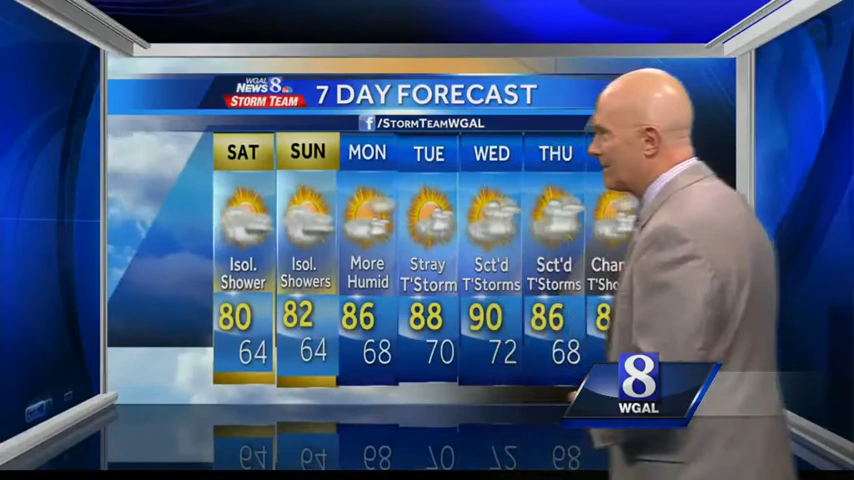 WGAL
NEWS 8
STORM TEAM
7 DAY FORECAST
f/STORMTEAMWGAL
SAT SUN MON TUE WED THU
Isol. Isol. More Stray Sct'd Sct'd
Shower Showers Humid T'Storm T'Storms T'Storms
80 82 86 88 90 86
64 64 68 70 72 68
8
WGAL